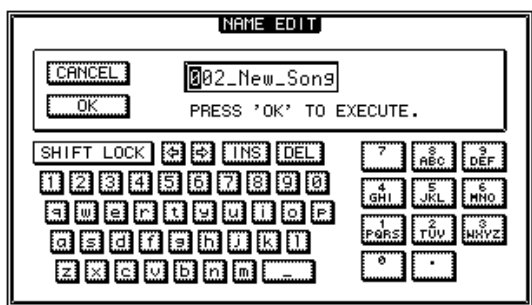 NAME EDIT
CANCEL
002_New_Song
OK
PRESS 'OK' TO EXECUTE.
SHIFT LOCK INS DEL
1 2 3 4 5 6 7 8 9 0
q w e r t y u i o p
a s d f g h j k l
z x c v b n m _
7 8 ABC 9 DEF
4 GHI 5 JKL 6 MNO
1 PQRS 2 TUV 3 WXYZ
0 .